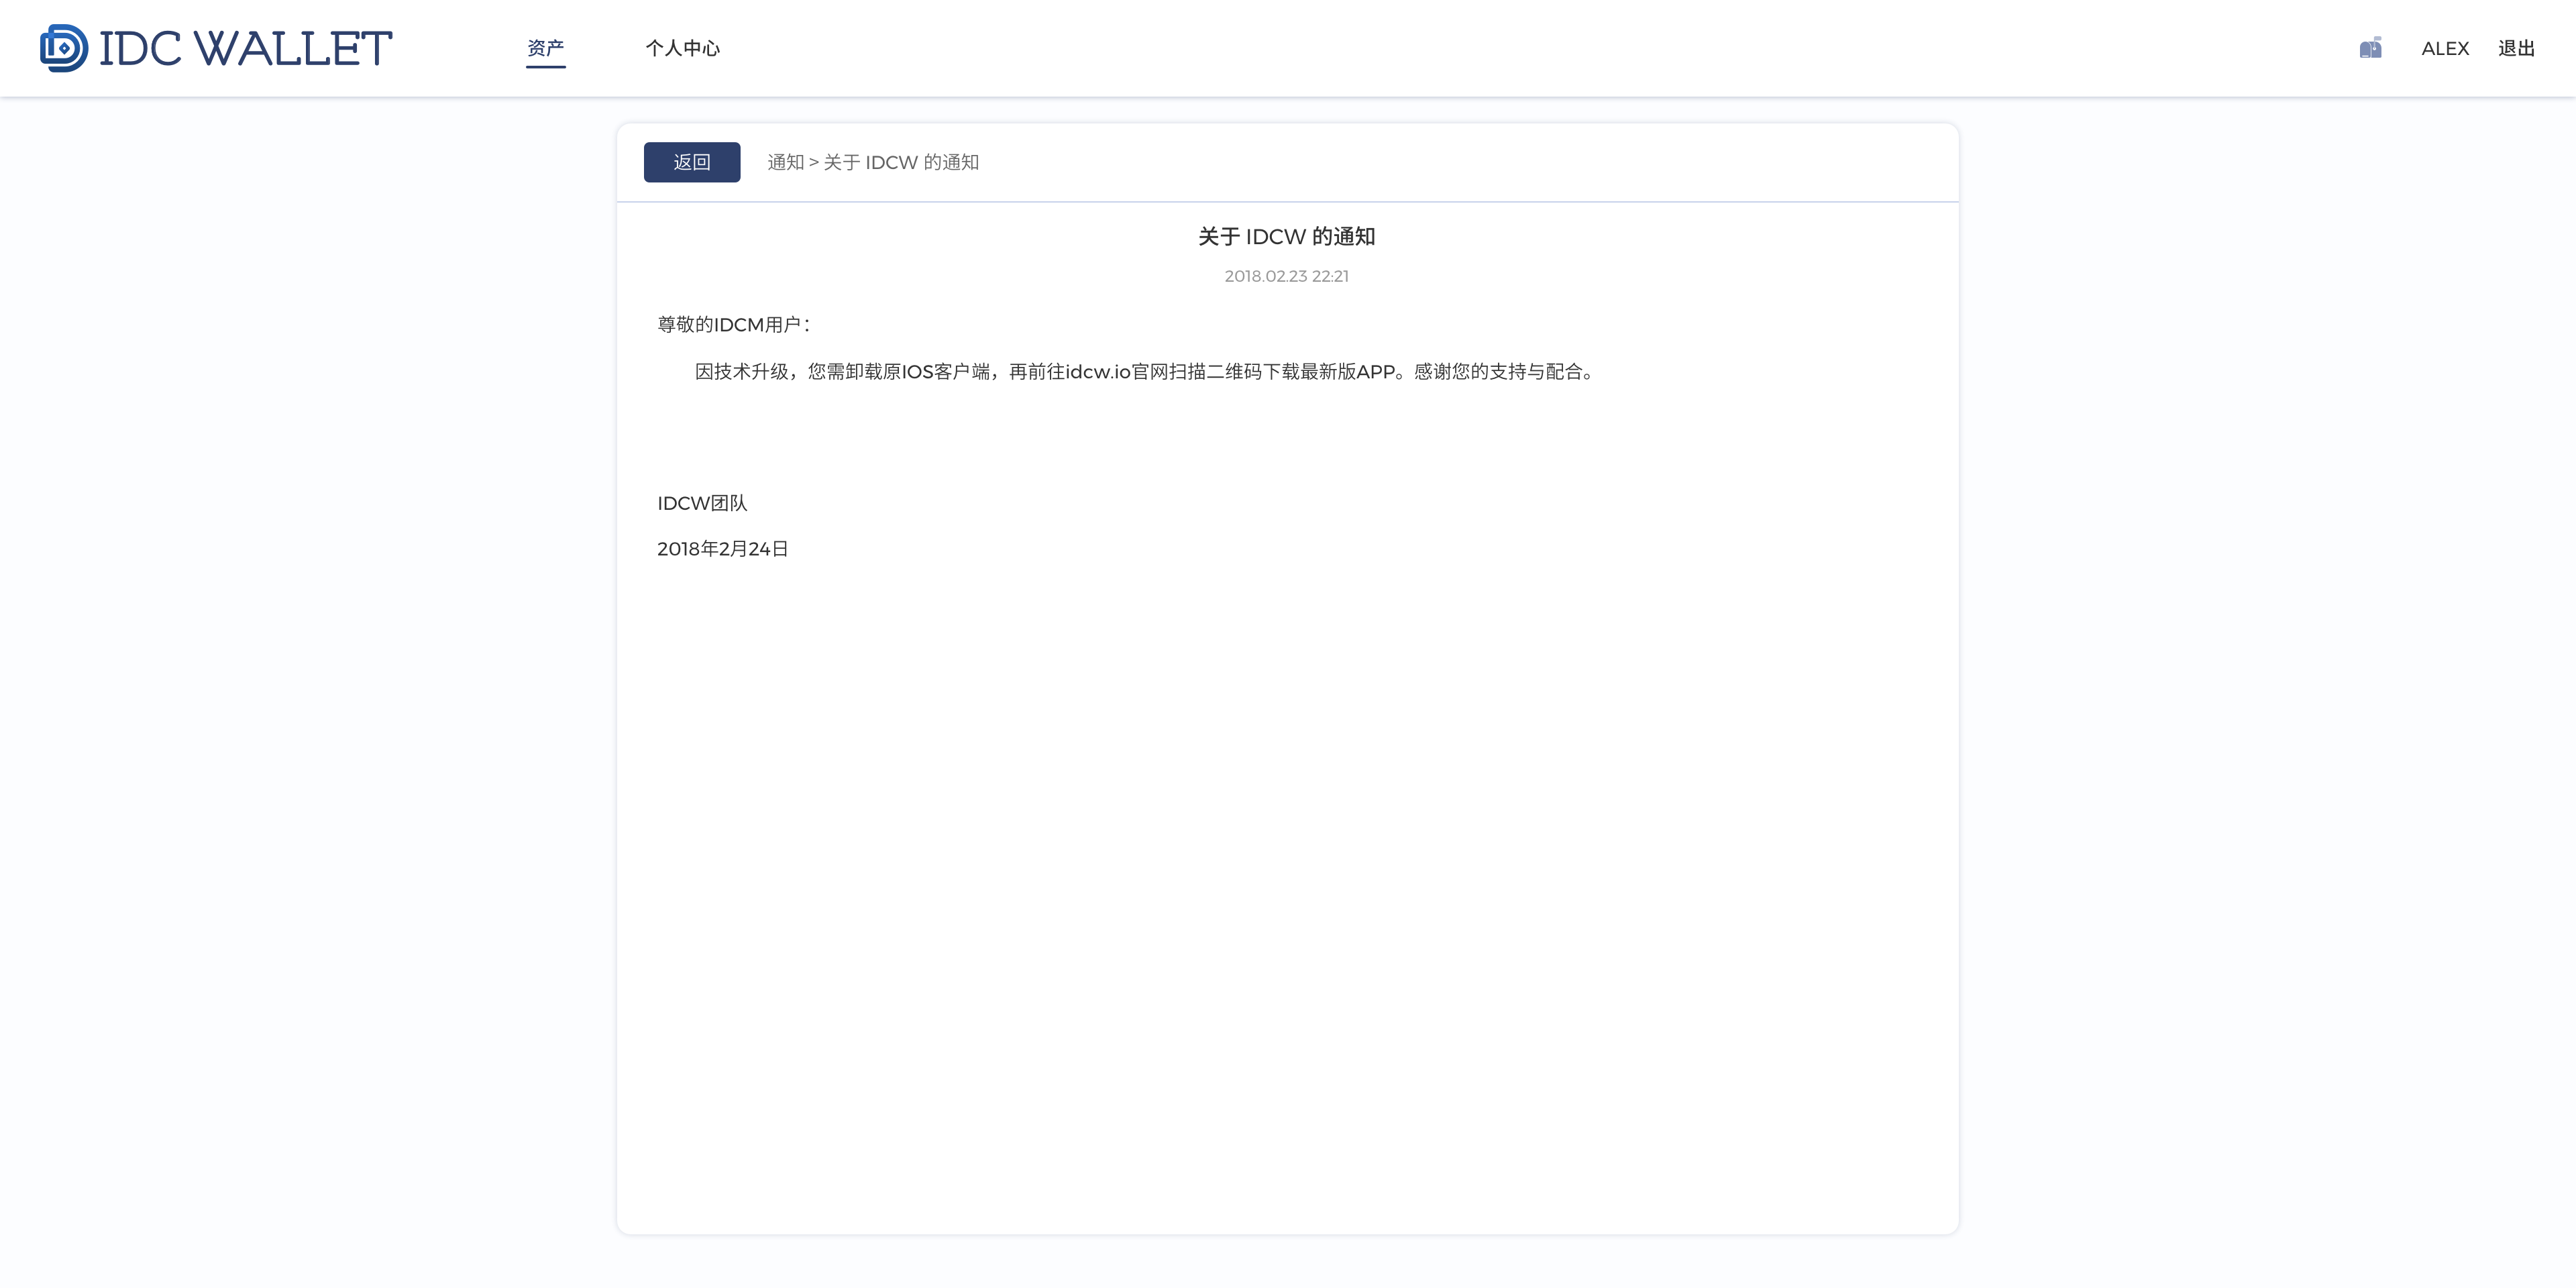 IDC WALLET
资产
个人中心
ALEX
退出
返回
通知 > 关于 IDCW 的通知
关于 IDCW 的通知
2018.02.23 22:21
尊敬的IDCM用户：
因技术升级，您需卸载原IOS客户端，再前往idcw.io官网扫描二维码下载最新版APP。感谢您的支持与配合。
IDCW团队
2018年2月24日